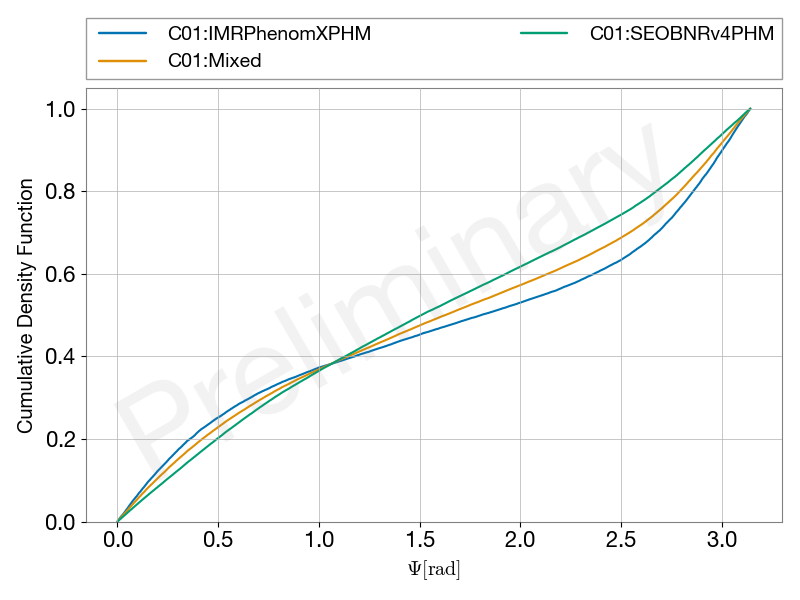 C01:IMRPhenomXPHM
C01:Mixed
C01:SEOBNRv4PHM
Preliminary
Cumulative Density Function
1.0
0.8
0.6
0.4
0.2
0.0
0.0 0.5 1.0 1.5 2.0 2.5 3.0
Ψ[rad]